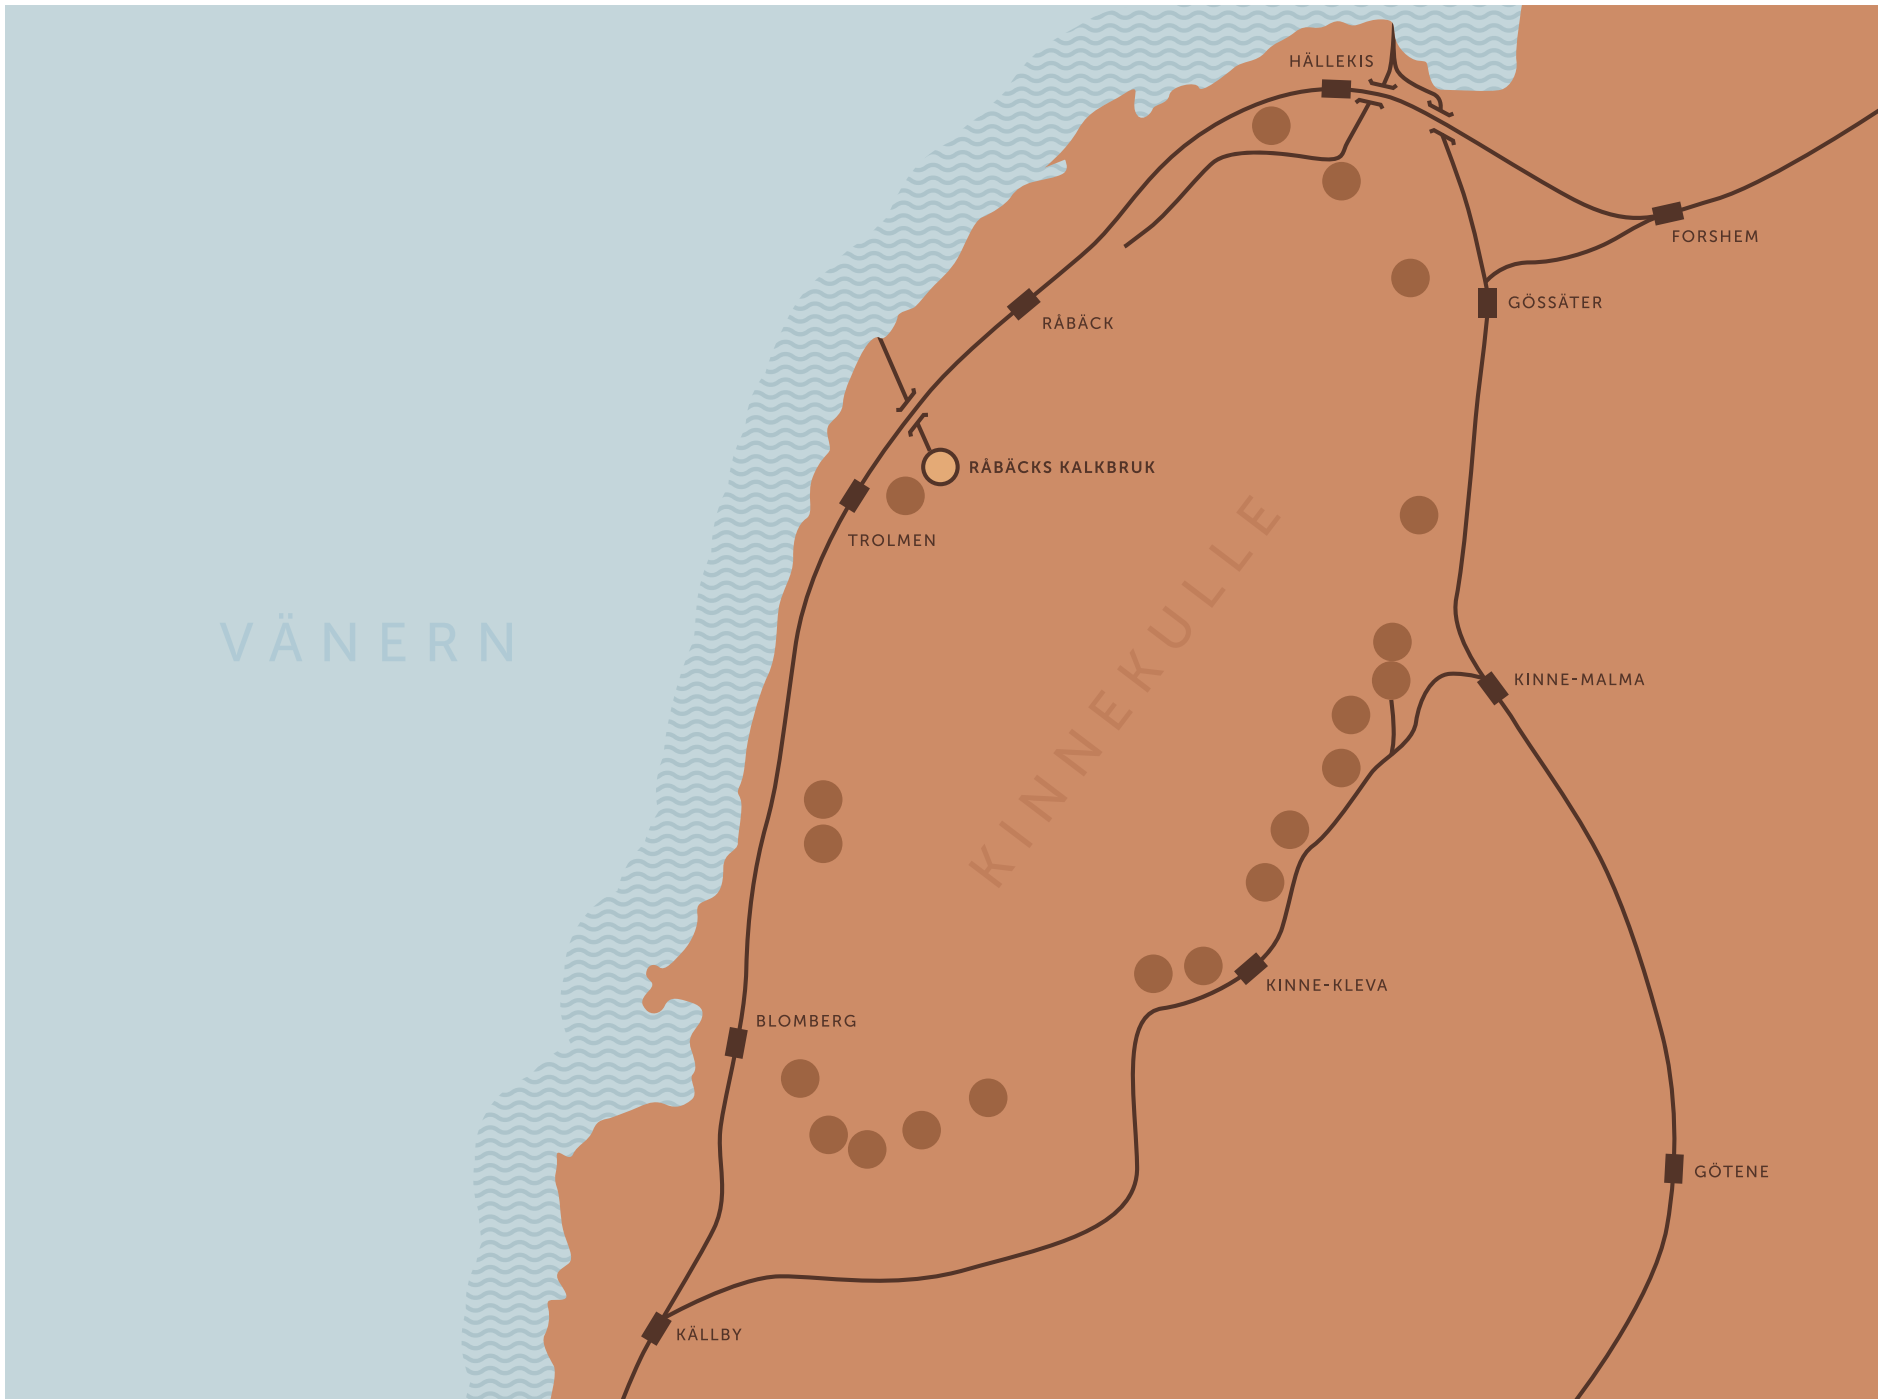 HÄLLEKIS
FORSHEM
GÖSSÄTER
RÅBÄCK
RÅBÄCKS KALKBRUK
TROLMEN
VÄNERN
KINNEKULLE
KINNE-MALMA
KINNE-KLEVA
BLOMBERG
GÖTENE
KÄLLBY